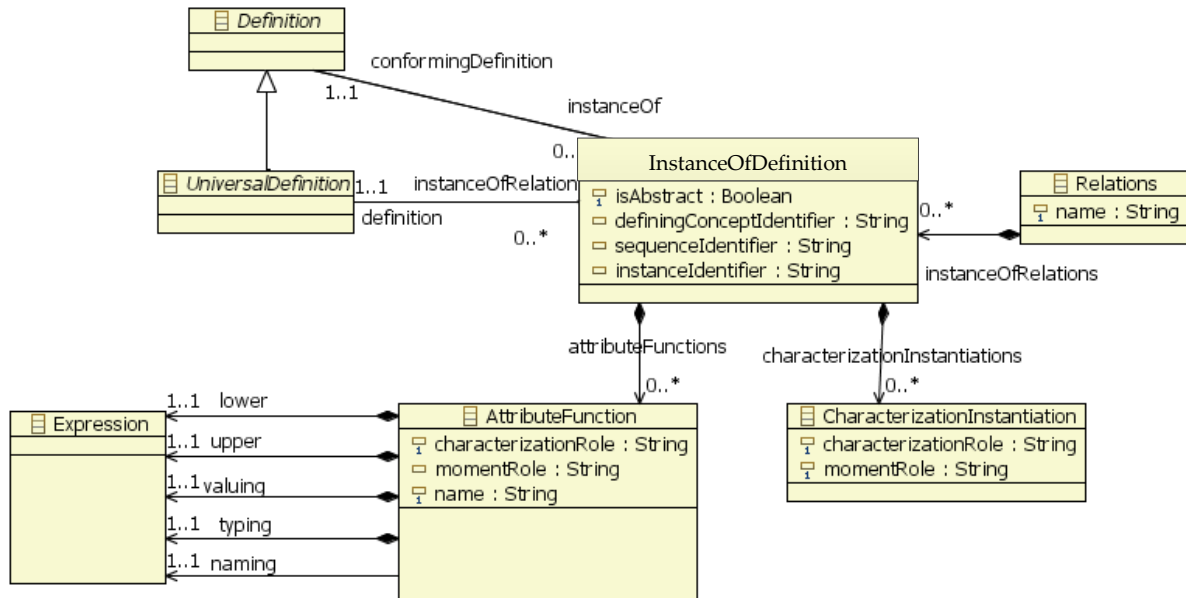 Definition
conformingDefinition
1..1
instanceOf
0..
InstanceOfDefinition
UniversalDefinition
1..1
instanceOfRelation
definition
0..*
isAbstract : Boolean
definingConceptIdentifier : String
sequenceIdentifier : String
instanceIdentifier : String
0..*
Relations
name : String
instanceOfRelations
attributeFunctions
characterizationInstantiations
0..*
0..*
1..1 lower
1..1 upper
1..1 valuing
1..1 typing
1..1 naming
Expression
AttributeFunction
characterizationRole : String
momentRole : String
name : String
CharacterizationInstantiation
characterizationRole : String
momentRole : String